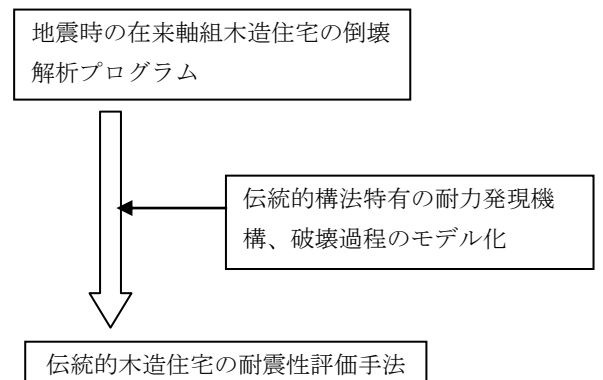 地震時の在来軸組木造住宅の倒壊
解析プログラム
伝統的構法特有の耐力発現機
構、破壊過程のモデル化
伝統的木造住宅の耐震性評価手法